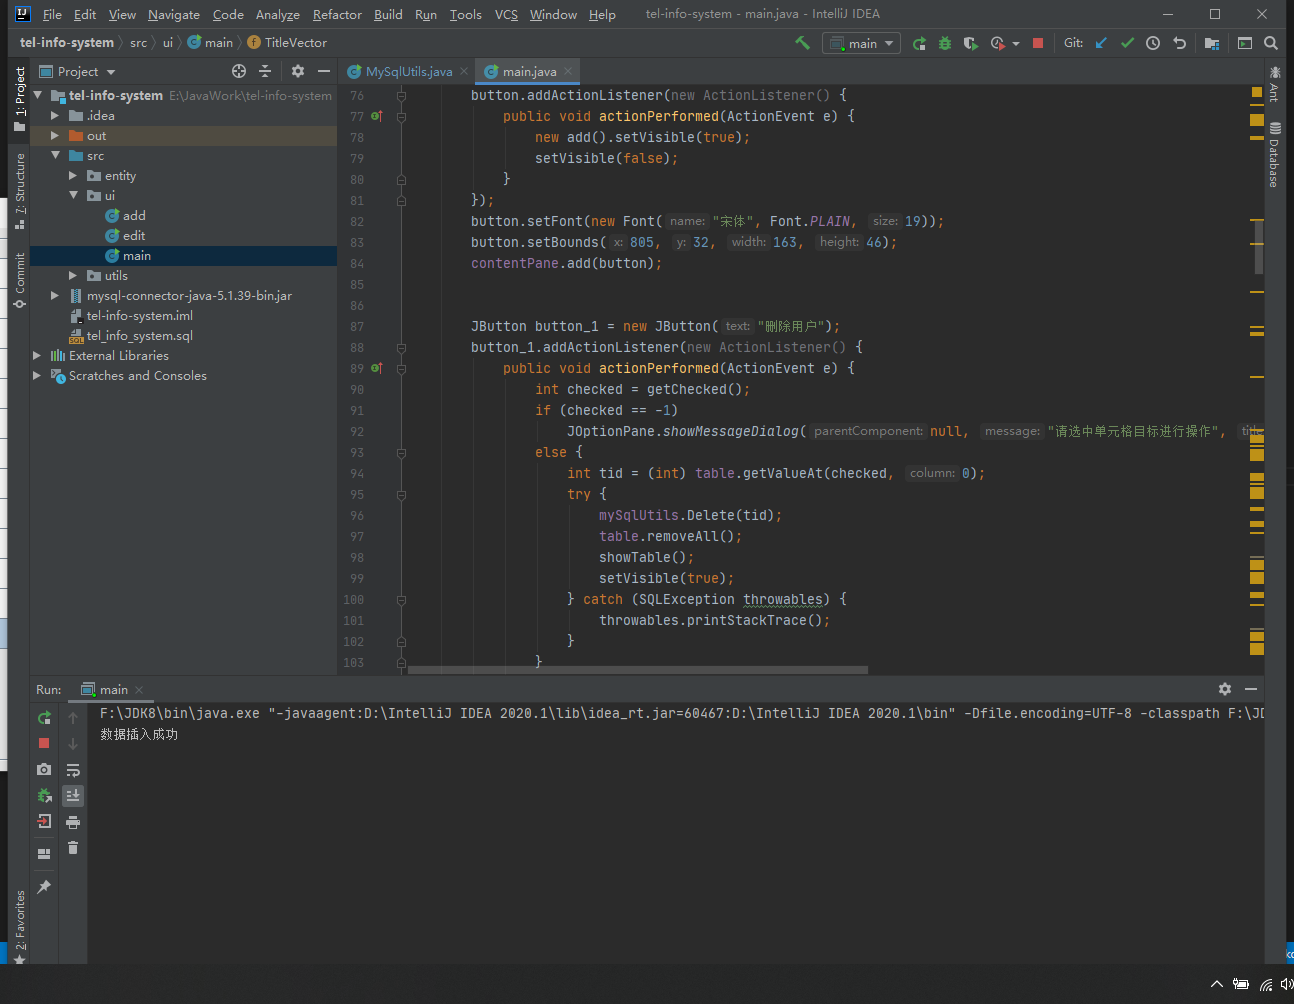 File Edit View Navigate Code Analyze Refactor Build Run Tools VCS Window Help tel-info-system - main.java - IntelliJ IDEA
tel-info-system src ui main TitleVector main Git:
Project MySqlUtils.java main.java
1: Project
7: Structure
Commit
2: Favorites
Ant
Database
tel-info-system E:\JavaWork\tel-info-system
.idea
out
src
entity
ui
add
edit
main
utils
mysql-connector-java-5.1.39-bin.jar
tel-info-system.iml
tel_info_system.sql
External Libraries
Scratches and Consoles
76 button.addActionListener(new ActionListener() {
77 public void actionPerformed(ActionEvent e) {
78 new add().setVisible(true);
79 setVisible(false);
80 }
81 });
82 button.setFont(new Font( name: "宋体", Font.PLAIN, size: 19));
83 button.setBounds( x: 805, y: 32, width: 163, height: 46);
84 contentPane.add(button);
85
86
87 JButton button_1 = new JButton( text: "删除用户");
88 button_1.addActionListener(new ActionListener() {
89 public void actionPerformed(ActionEvent e) {
90 int checked = getChecked();
91 if (checked == -1)
92 JOptionPane.showMessageDialog( parentComponent: null, message: "请选中单元格目标进行操作", title
93 else {
94 int tid = (int) table.getValueAt(checked, column: 0);
95 try {
96 mySqlUtils.Delete(tid);
97 table.removeAll();
98 showTable();
99 setVisible(true);
100 } catch (SQLException throwables) {
101 throwables.printStackTrace();
102 }
103 }
Run: main
F:\JDK8\bin\java.exe "-javaagent:D:\IntelliJ IDEA 2020.1\lib\idea_rt.jar=60467:D:\IntelliJ IDEA 2020.1\bin" -Dfile.encoding=UTF-8 -classpath F:\JD
数据插入成功